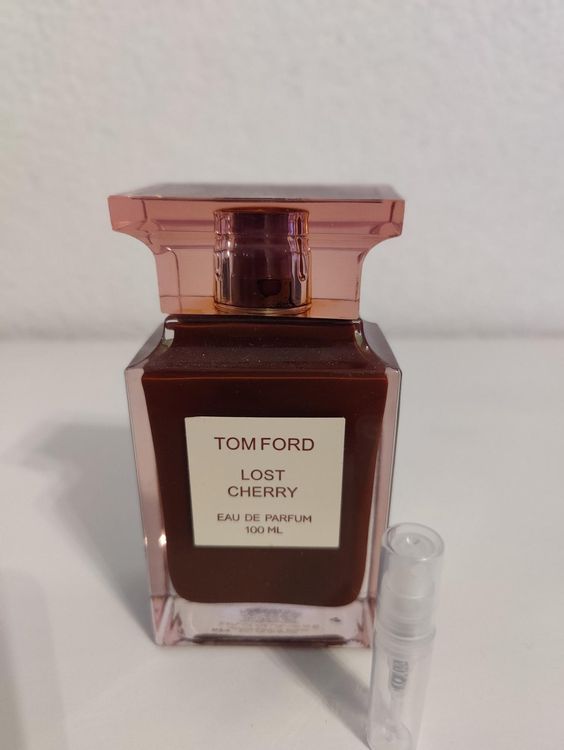 TOM FORD
LOST
CHERRY
EAU DE PARFUM
100 ML